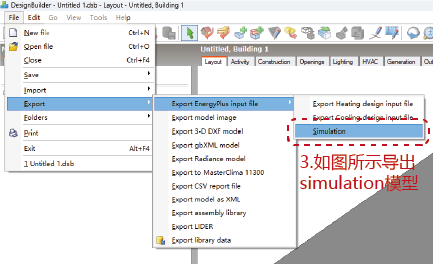 DesignBuilder - Untitled 1.dsb - Layout - Untitled, Building 1
File Edit Go View Tools Help
New file Ctrl+N
Open file Ctrl+O
Close Ctrl+F4
Save
Import
Export
Folders
Print
Exit Alt+F4
1 Untitled 1.dsb
Untitled, Building 1
Layout Activity Construction Openings Lighting HVAC Generation
Export EnergyPlus input file
Export model image
Export 3-D DXF model
Export gbXML model
Export Radiance model
Export to MasterClima 11300
Export CSV report file
Export model as XML
Export assembly library
Export LIDER
Export library data
Export Heating design input file
Export Cooling design input file
Simulation
3.如图所示导出
simulation模型